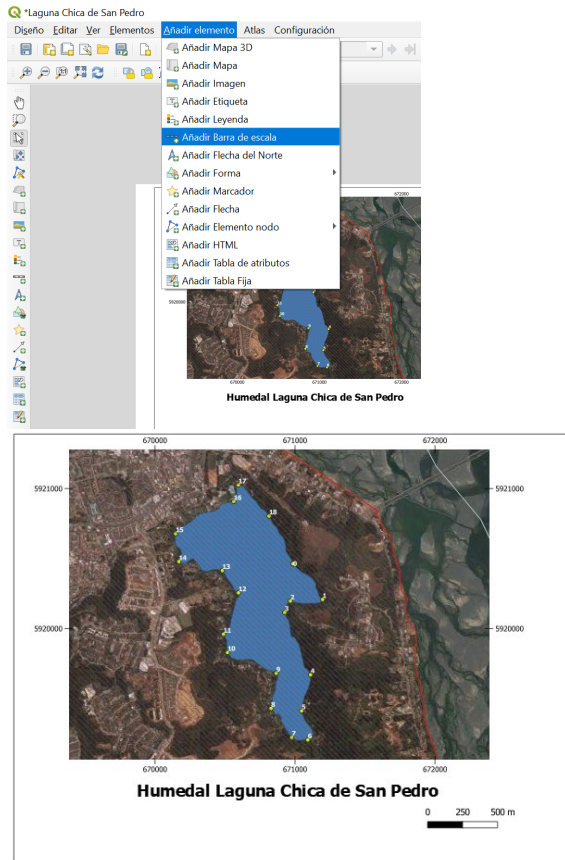 *Laguna Chica de San Pedro
Diseño Editar Ver Elementos Añadir elemento Atlas Configuración
Añadir Mapa 3D
Añadir Mapa
Añadir Imagen
Añadir Etiqueta
Añadir Leyenda
Añadir Barra de escala
Añadir Flecha del Norte
Añadir Forma
Añadir Marcador
Añadir Flecha
Añadir Elemento nodo
Añadir HTML
Añadir Tabla de atributos
Añadir Tabla Fija
672000
5920000
670000 671000 672000
Humedal Laguna Chica de San Pedro
670000 671000 672000
5921000 5921000
17
16
18
15
14
0
13
12
2 1
3
11
5920000 5920000
10
9 4
8 5
7 6
670000 671000 672000
Humedal Laguna Chica de San Pedro
0 250 500 m